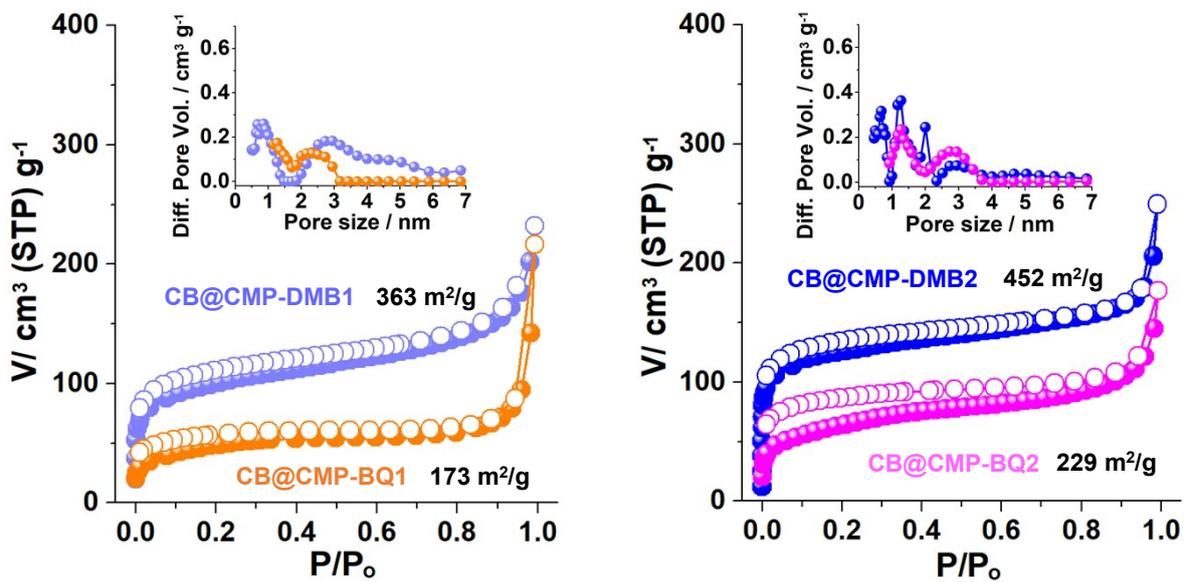 400
300
200
100
0
V/ cm³ (STP) g⁻¹
0.0 0.2 0.4 0.6 0.8 1.0
P/Pₒ
Diff. Pore Vol. / cm³ g⁻¹
0.6
0.4
0.2
0.0
0 1 2 3 4 5 6 7
Pore size / nm
CB@CMP-DMB1 363 m²/g
CB@CMP-BQ1 173 m²/g
400
300
200
100
0
V/ cm³ (STP) g⁻¹
0.0 0.2 0.4 0.6 0.8 1.0
P/Pₒ
Diff. Pore Vol. / cm³ g⁻¹
0.6
0.4
0.2
0.0
0 1 2 3 4 5 6 7
Pore size / nm
CB@CMP-DMB2 452 m²/g
CB@CMP-BQ2 229 m²/g